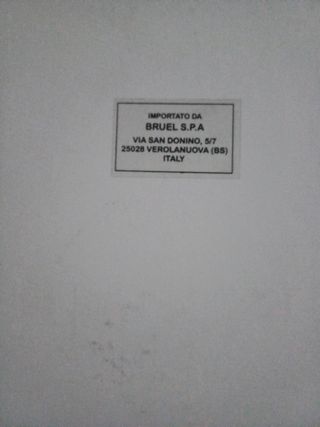 IMPORTATO DA
BRUEL S.P.A
VIA SAN DONINO, 5/7
25028 VEROLANUOVA (BS)
ITALY